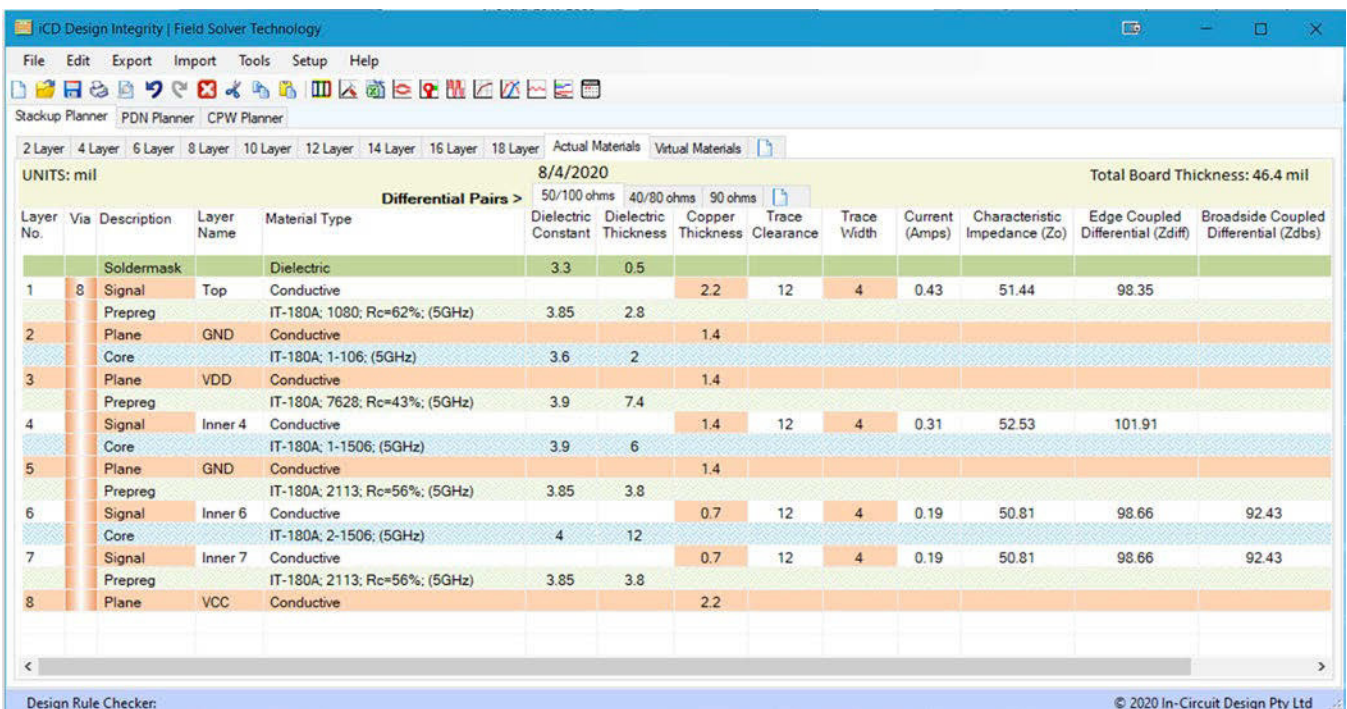 iCD Design Integrity | Field Solver Technology
File Edit Export Import Tools Setup Help
Stackup Planner PDN Planner CPW Planner
2 Layer 4 Layer 6 Layer 8 Layer 10 Layer 12 Layer 14 Layer 16 Layer 18 Layer Actual Materials Virtual Materials
UNITS: mil 8/4/2020 Total Board Thickness: 46.4 mil
Differential Pairs > 50/100 ohms 40/80 ohms 90 ohms
Layer Via Description Layer Material Type Dielectric Dielectric Copper Trace Trace Current Characteristic Edge Coupled Broadside Coupled
No. Name Constant Thickness Thickness Clearance Width (Amps) Impedance (Zo) Differential (Zdiff) Differential (Zdbs)
Soldermask Dielectric 3.3 0.5
1 8 Signal Top Conductive 2.2 12 4 0.43 51.44 98.35
Prepreg IT-180A; 1080; Rc=62%; (5GHz) 3.85 2.8
2 Plane GND Conductive 1.4
Core IT-180A; 1-106; (5GHz) 3.6 2
3 Plane VDD Conductive 1.4
Prepreg IT-180A; 7628; Rc=43%; (5GHz) 3.9 7.4
4 Signal Inner 4 Conductive 1.4 12 4 0.31 52.53 101.91
Core IT-180A; 1-1506; (5GHz) 3.9 6
5 Plane GND Conductive 1.4
Prepreg IT-180A; 2113; Rc=56%; (5GHz) 3.85 3.8
6 Signal Inner 6 Conductive 0.7 12 4 0.19 50.81 98.66 92.43
Core IT-180A; 2-1506; (5GHz) 4 12
7 Signal Inner 7 Conductive 0.7 12 4 0.19 50.81 98.66 92.43
Prepreg IT-180A; 2113; Rc=56%; (5GHz) 3.85 3.8
8 Plane VCC Conductive 2.2
Design Rule Checker: © 2020 In-Circuit Design Pty Ltd